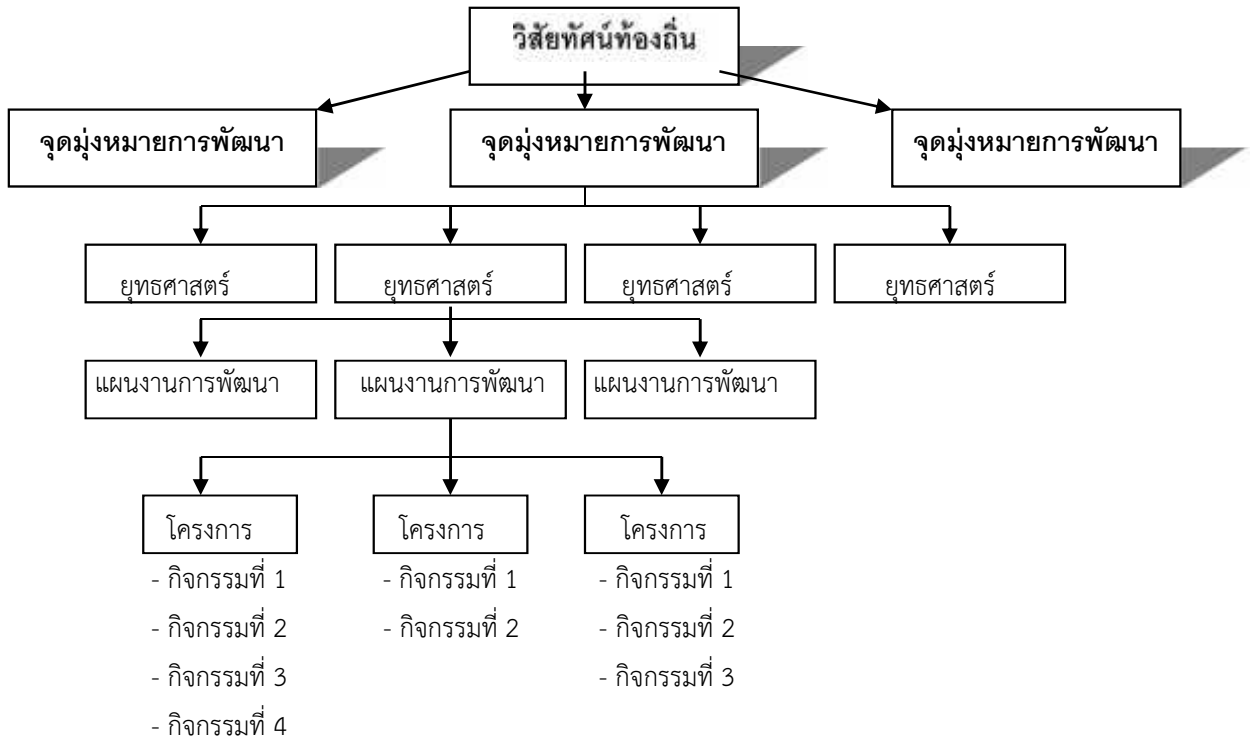 วิสัยทัศน์ท้องถิ่น
จุดมุ่งหมายการพัฒนา จุดมุ่งหมายการพัฒนา จุดมุ่งหมายการพัฒนา
ยุทธศาสตร์ ยุทธศาสตร์ ยุทธศาสตร์ ยุทธศาสตร์
แผนงานการพัฒนา แผนงานการพัฒนา แผนงานการพัฒนา
โครงการ โครงการ โครงการ
- กิจกรรมที่ 1 - กิจกรรมที่ 1 - กิจกรรมที่ 1
- กิจกรรมที่ 2 - กิจกรรมที่ 2 - กิจกรรมที่ 2
- กิจกรรมที่ 3 - กิจกรรมที่ 3
- กิจกรรมที่ 4